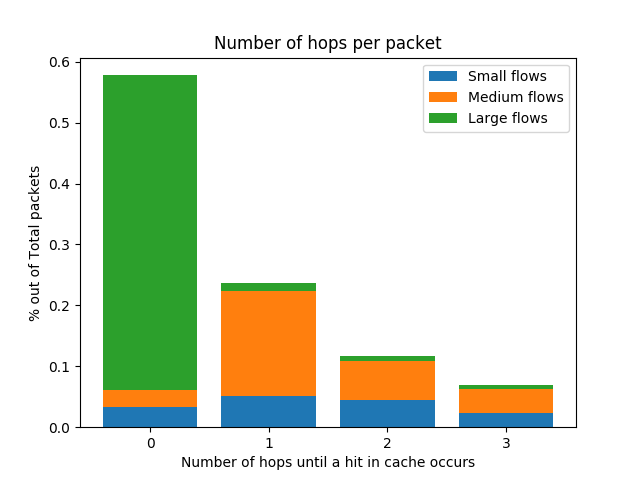 Number of hops per packet
Small flows
Medium flows
Large flows
% out of Total packets
0.6
0.5
0.4
0.3
0.2
0.1
0.0
0 1 2 3
Number of hops until a hit in cache occurs